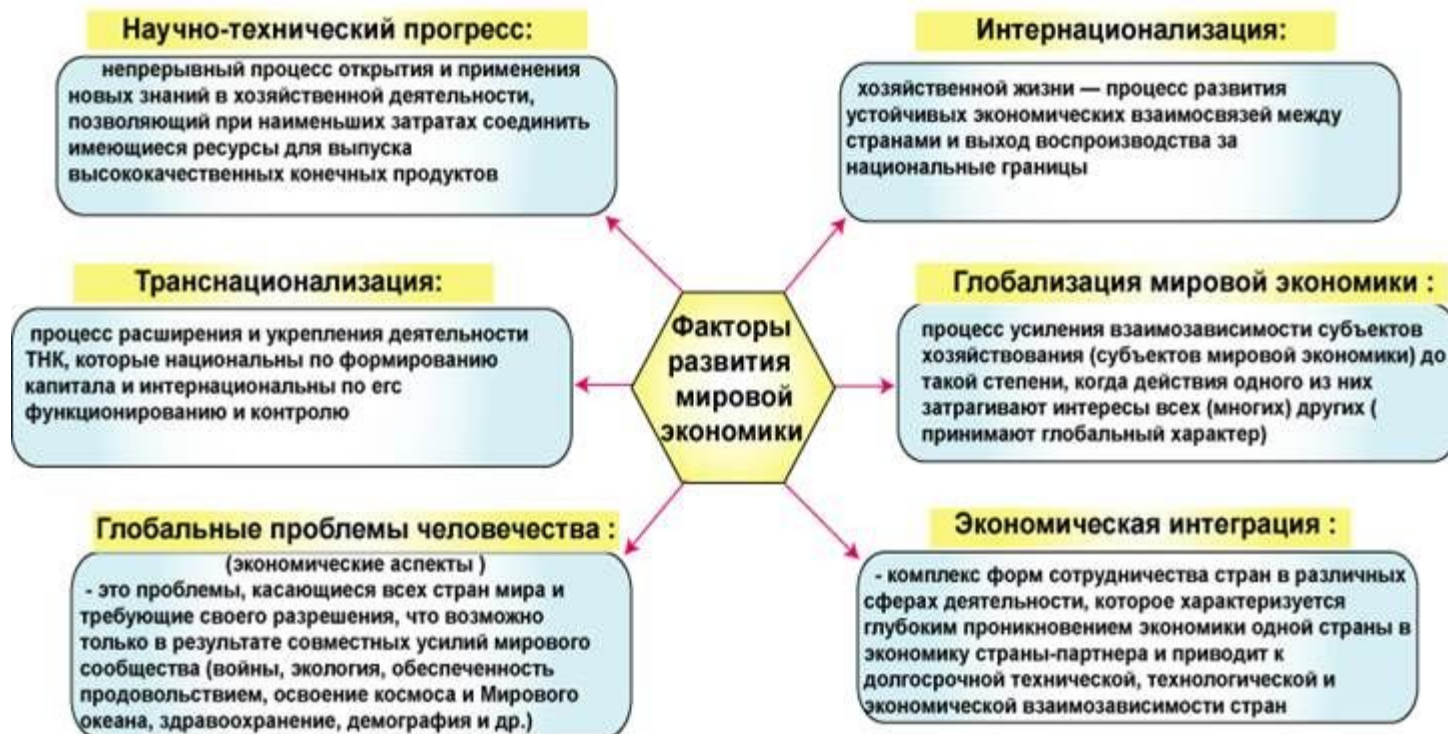 Научно-технический прогресс:
непрерывный процесс открытия и применения
новых знаний в хозяйственной деятельности,
позволяющий при наименьших затратах соединить
имеющиеся ресурсы для выпуска
высококачественных конечных продуктов
Интернационализация:
хозяйственной жизни — процесс развития
устойчивых экономических взаимосвязей между
странами и выход воспроизводства за
национальные границы
Транснационализация:
процесс расширения и укрепления деятельности
ТНК, которые национальны по формированию
капитала и интернациональны по егс
функционированию и контролю
Факторы
развития
мировой
экономики
Глобализация мировой экономики :
процесс усиления взаимозависимости субъектов
хозяйствования (субъектов мировой экономики) до
такой степени, когда действия одного из них
затрагивают интересы всех (многих) других (
принимают глобальный характер)
Глобальные проблемы человечества :
(экономические аспекты )
- это проблемы, касающиеся всех стран мира и
требующие своего разрешения, что возможно
только в результате совместных усилий мирового
сообщества (войны, экология, обеспеченность
продовольствием, освоение космоса и Мирового
океана, здравоохранение, демография и др.)
Экономическая интеграция :
- комплекс форм сотрудничества стран в различных
сферах деятельности, которое характеризуется
глубоким проникновением экономики одной страны в
экономику страны-партнера и приводит к
долгосрочной технической, технологической и
экономической взаимозависимости стран